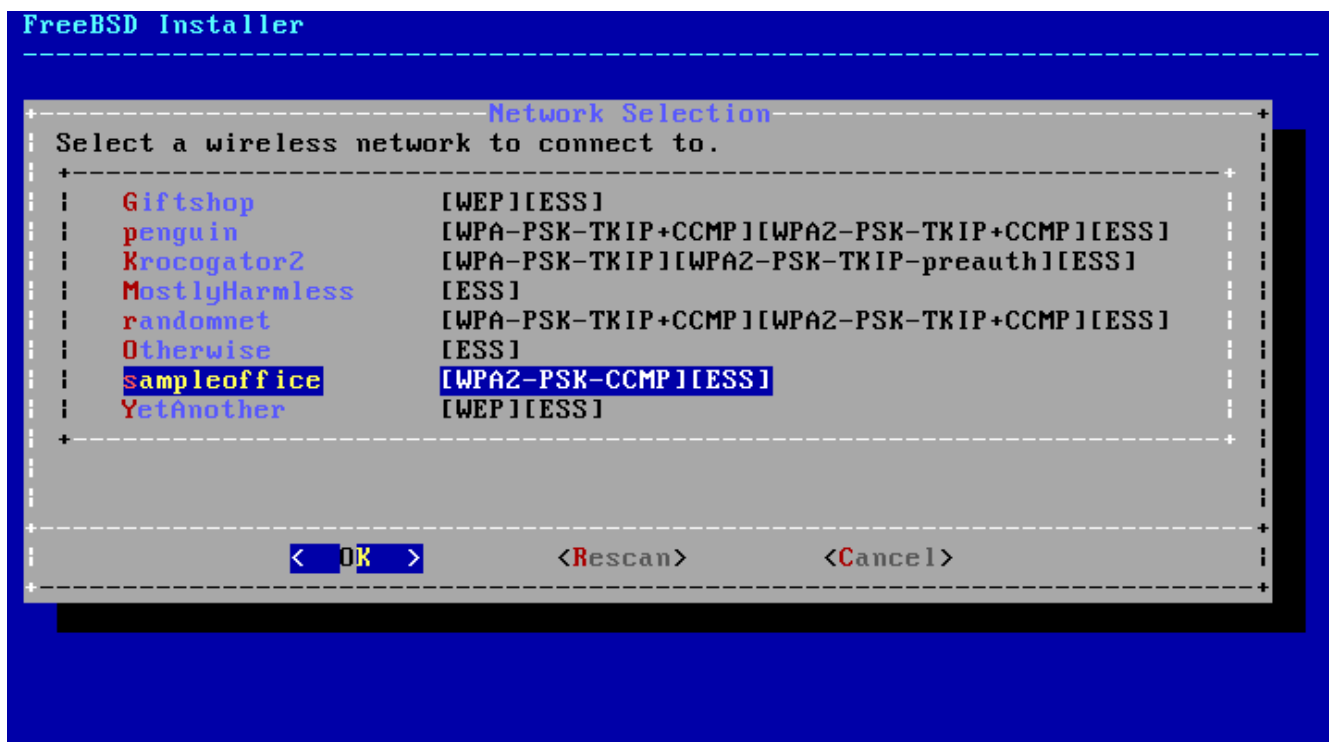 FreeBSD Installer
Network Selection
Select a wireless network to connect to.
Giftshop [WEP][ESS]
penguin [WPA-PSK-TKIP+CCMP][WPA2-PSK-TKIP+CCMP][ESS]
Krocogator2 [WPA-PSK-TKIP][WPA2-PSK-TKIP-preauth][ESS]
MostlyHarmless [ESS]
randomnet [WPA-PSK-TKIP+CCMP][WPA2-PSK-TKIP+CCMP][ESS]
Otherwise [ESS]
sampleoffice [WPA2-PSK-CCMP][ESS]
YetAnother [WEP][ESS]
< OK > <Rescan> <Cancel>